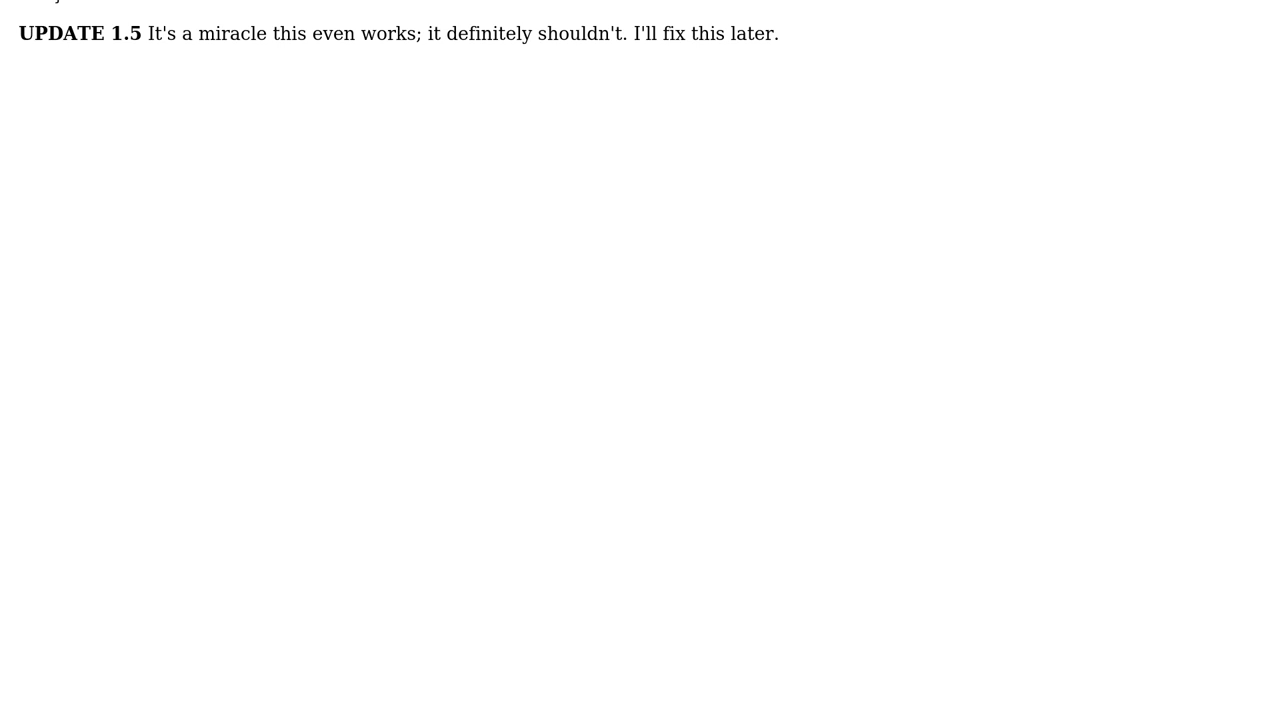 UPDATE 1.5 It's a miracle this even works; it definitely shouldn't. I'll fix this later.